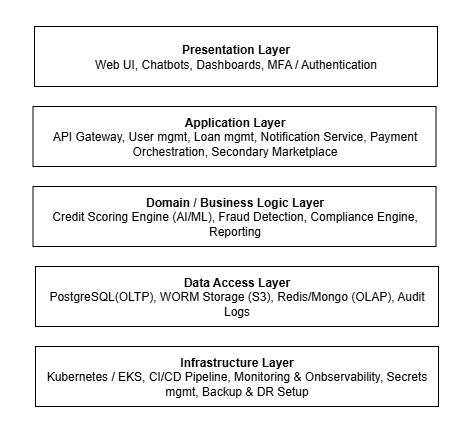 Presentation Layer
Web UI, Chatbots, Dashboards, MFA / Authentication
Application Layer
API Gateway, User mgmt, Loan mgmt, Notification Service, Payment
Orchestration, Secondary Marketplace
Domain / Business Logic Layer
Credit Scoring Engine (AI/ML), Fraud Detection, Compliance Engine,
Reporting
Data Access Layer
PostgreSQL(OLTP), WORM Storage (S3), Redis/Mongo (OLAP), Audit
Logs
Infrastructure Layer
Kubernetes / EKS, CI/CD Pipeline, Monitoring & Onbservability, Secrets
mgmt, Backup & DR Setup